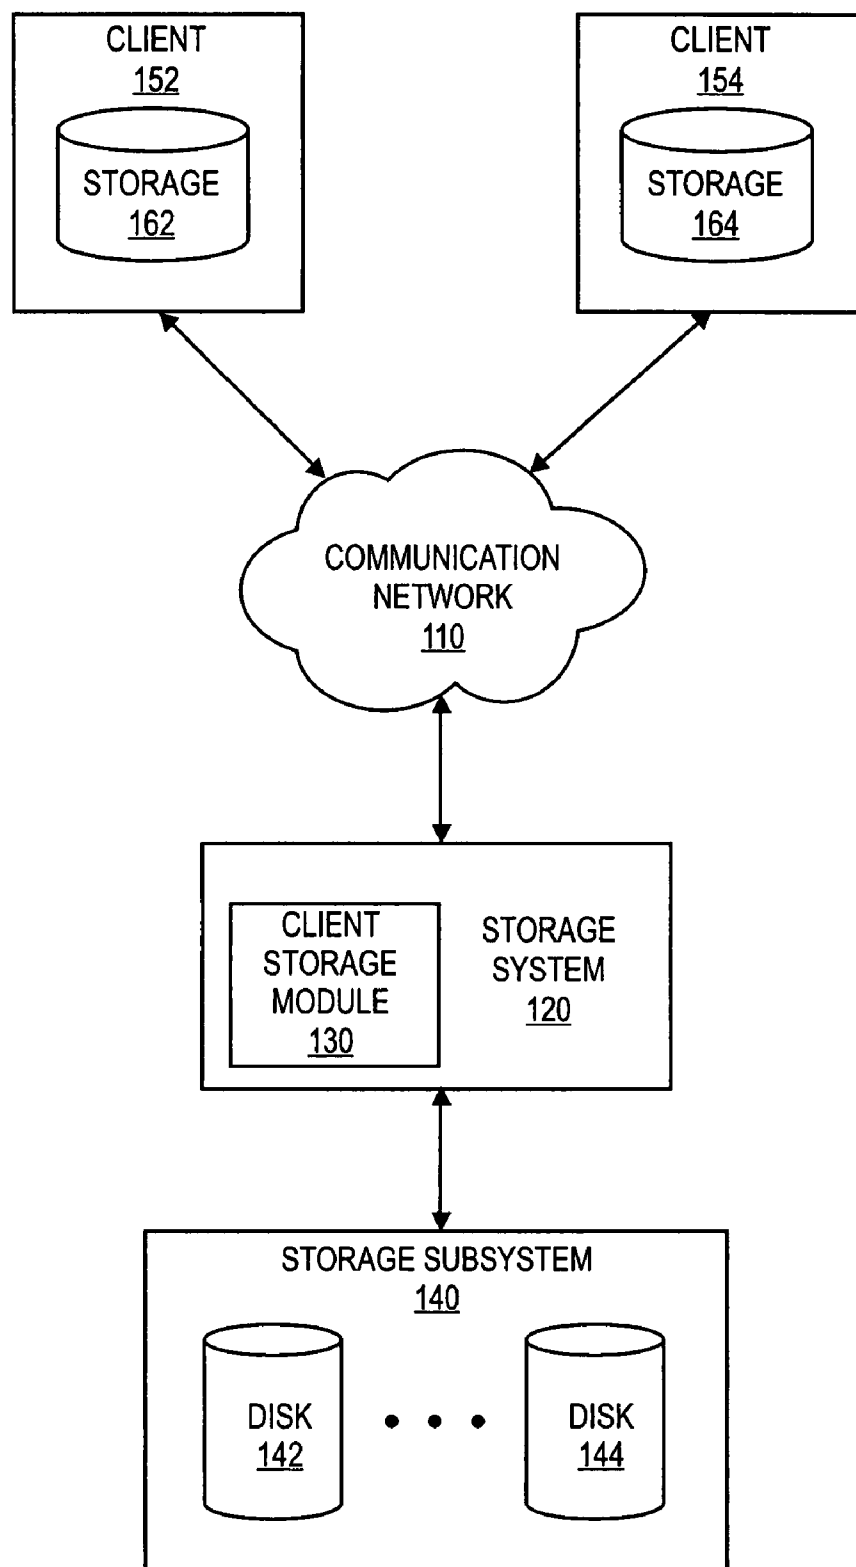 CLIENT
152
STORAGE
162
CLIENT
154
STORAGE
164
COMMUNICATION
NETWORK
110
CLIENT
STORAGE
MODULE
130
STORAGE
SYSTEM
120
STORAGE SUBSYSTEM
140
DISK
142
DISK
144